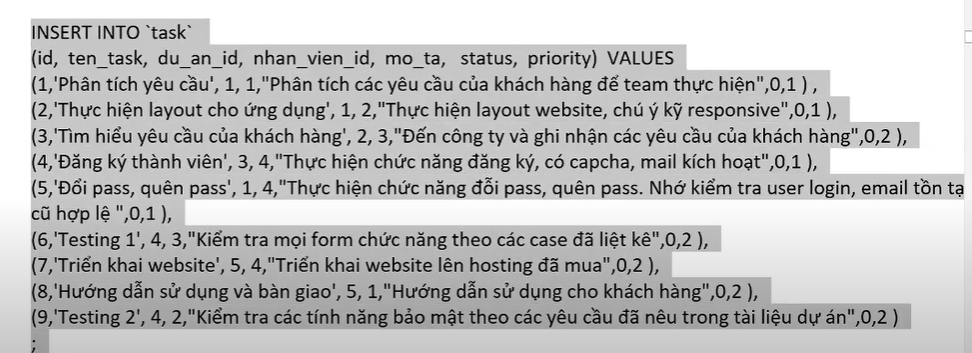 INSERT INTO `task`
(id, ten_task, du_an_id, nhan_vien_id, mo_ta, status, priority) VALUES
(1,'Phân tích yêu cầu', 1, 1,"Phân tích các yêu cầu của khách hàng để team thực hiện",0,1 ) ,
(2,'Thực hiện layout cho ứng dụng', 1, 2,"Thực hiện layout website, chú ý kỹ responsive",0,1 ),
(3,'Tìm hiểu yêu cầu của khách hàng', 2, 3,"Đến công ty và ghi nhận các yêu cầu của khách hàng",0,2 ),
(4,'Đăng ký thành viên', 3, 4,"Thực hiện chức năng đăng ký, có capcha, mail kích hoạt",0,1 ),
(5,'Đổi pass, quên pass', 1, 4,"Thực hiện chức năng đỗi pass, quên pass. Nhớ kiểm tra user login, email tồn tạ
cũ hợp lệ ",0,1 ),
(6,'Testing 1', 4, 3,"Kiểm tra mọi form chức năng theo các case đã liệt kê",0,2 ),
(7,'Triển khai website', 5, 4,"Triển khai website lên hosting đã mua",0,2 ),
(8,'Hướng dẫn sử dụng và bàn giao', 5, 1,"Hướng dẫn sử dụng cho khách hàng",0,2 ),
(9,'Testing 2', 4, 2,"Kiểm tra các tính năng bảo mật theo các yêu cầu đã nêu trong tài liệu dự án",0,2 )
;